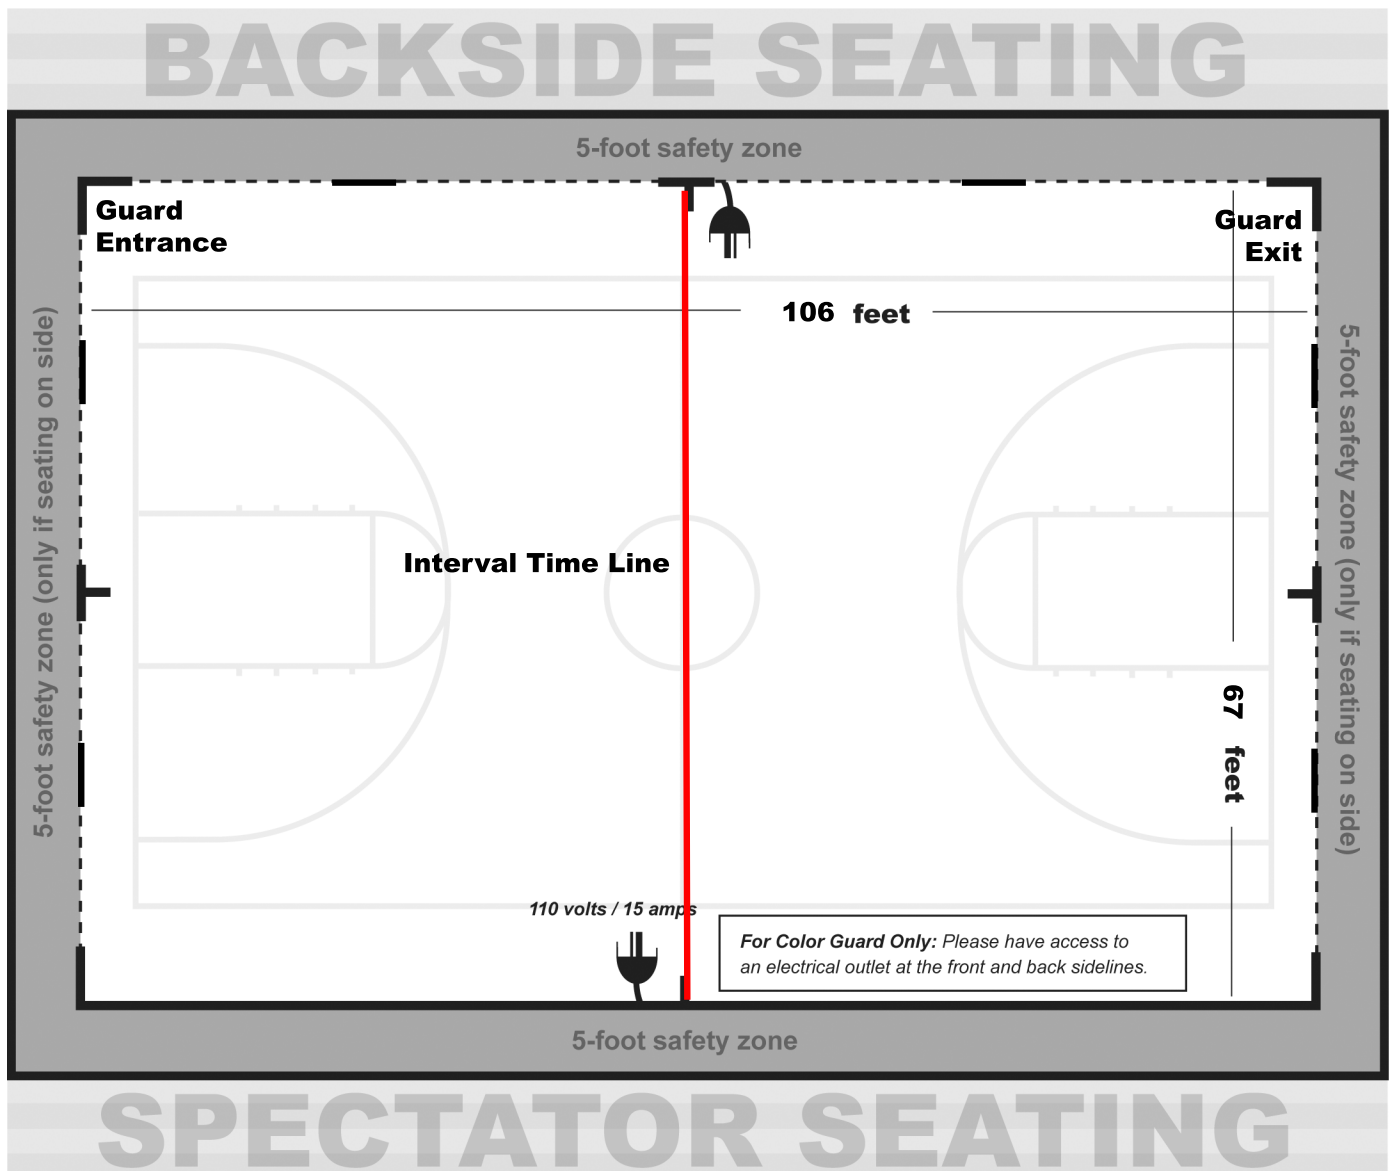 BACKSIDE SEATING
5-foot safety zone
Guard
Entrance
Guard
Exit
106 feet
5-foot safety zone (only if seating on side)
5-foot safety zone (only if seating on side)
Interval Time Line
67 feet
110 volts / 15 amps
For Color Guard Only: Please have access to
an electrical outlet at the front and back sidelines.
5-foot safety zone
SPECTATOR SEATING